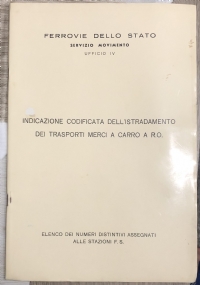 FERROVIE DELLO STATO
SERVIZIO MOVIMENTO
UFFICIO IV
INDICAZIONE CODIFICATA DELL'ISTRADAMENTO
DEI TRASPORTI MERCI A CARRO A R.O.
ELENCO DEI NUMERI DISTINTIVI ASSEGNATI
ALLE STAZIONI F.S.